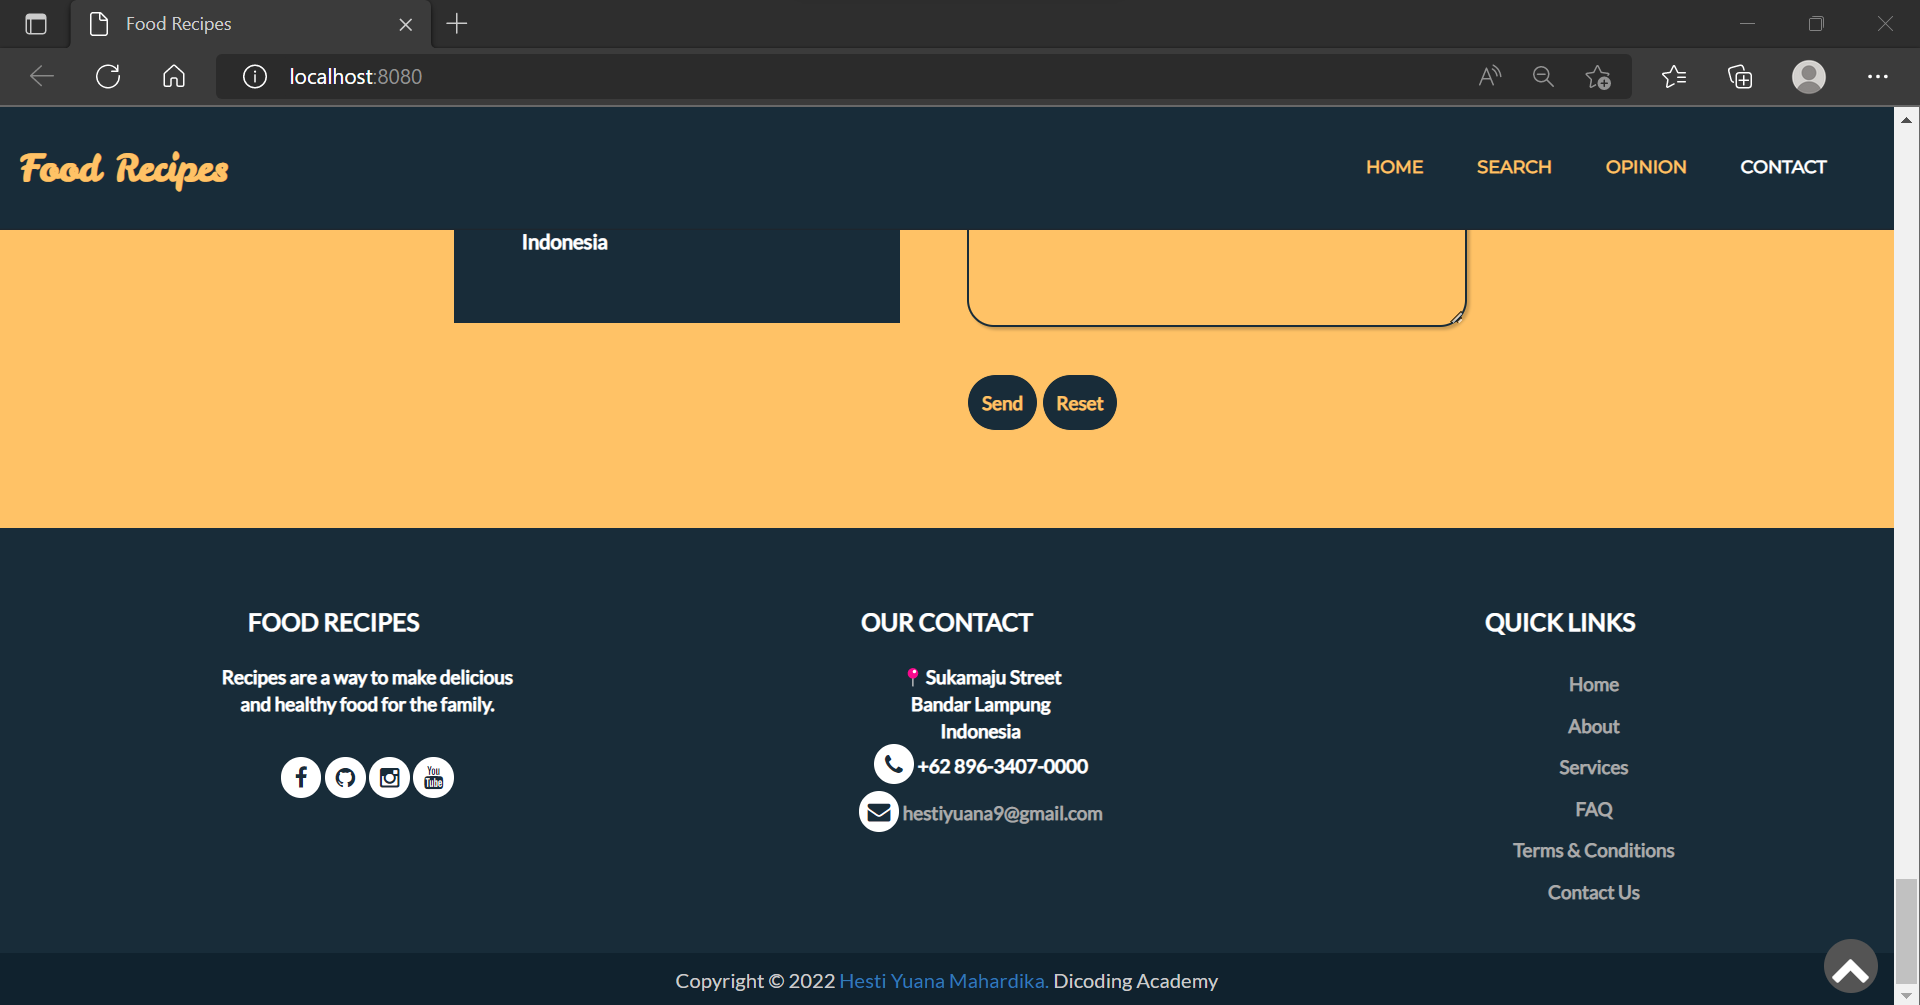 Food Recipes
localhost:8080
Food Recipes
HOME SEARCH OPINION CONTACT
Indonesia
Send Reset
FOOD RECIPES
Recipes are a way to make delicious
and healthy food for the family.
You
Tube
OUR CONTACT
📍 Sukamaju Street
Bandar Lampung
Indonesia
+62 896-3407-0000
hestiyuana9@gmail.com
QUICK LINKS
Home
About
Services
FAQ
Terms & Conditions
Contact Us
Copyright © 2022 Hesti Yuana Mahardika. Dicoding Academy